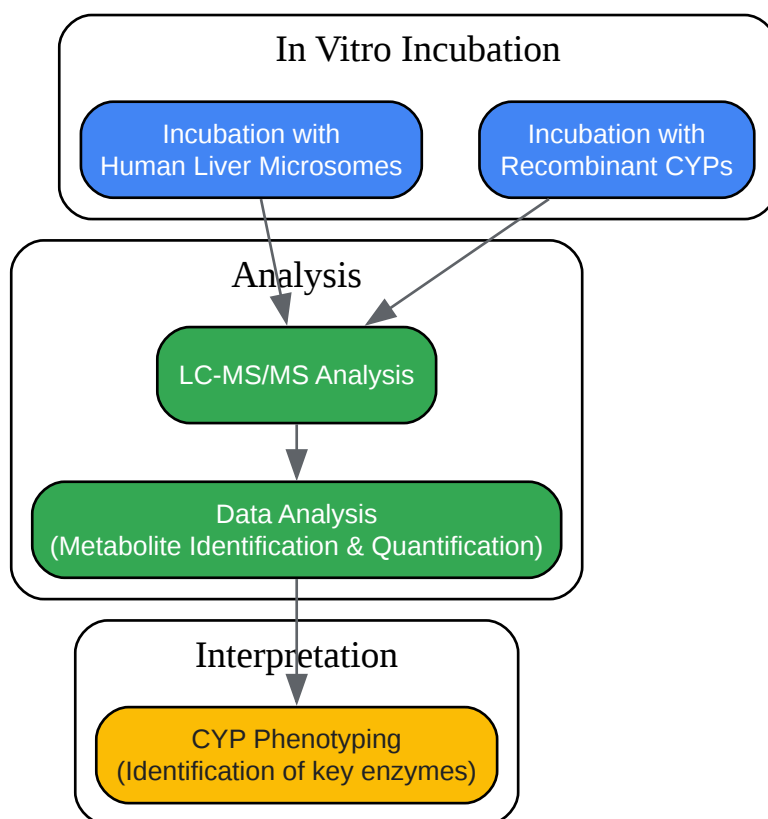 In Vitro Incubation
Incubation with
Human Liver Microsomes
Incubation with
Recombinant CYPs
Analysis
LC-MS/MS Analysis
Data Analysis
(Metabolite Identification & Quantification)
Interpretation
CYP Phenotyping
(Identification of key enzymes)